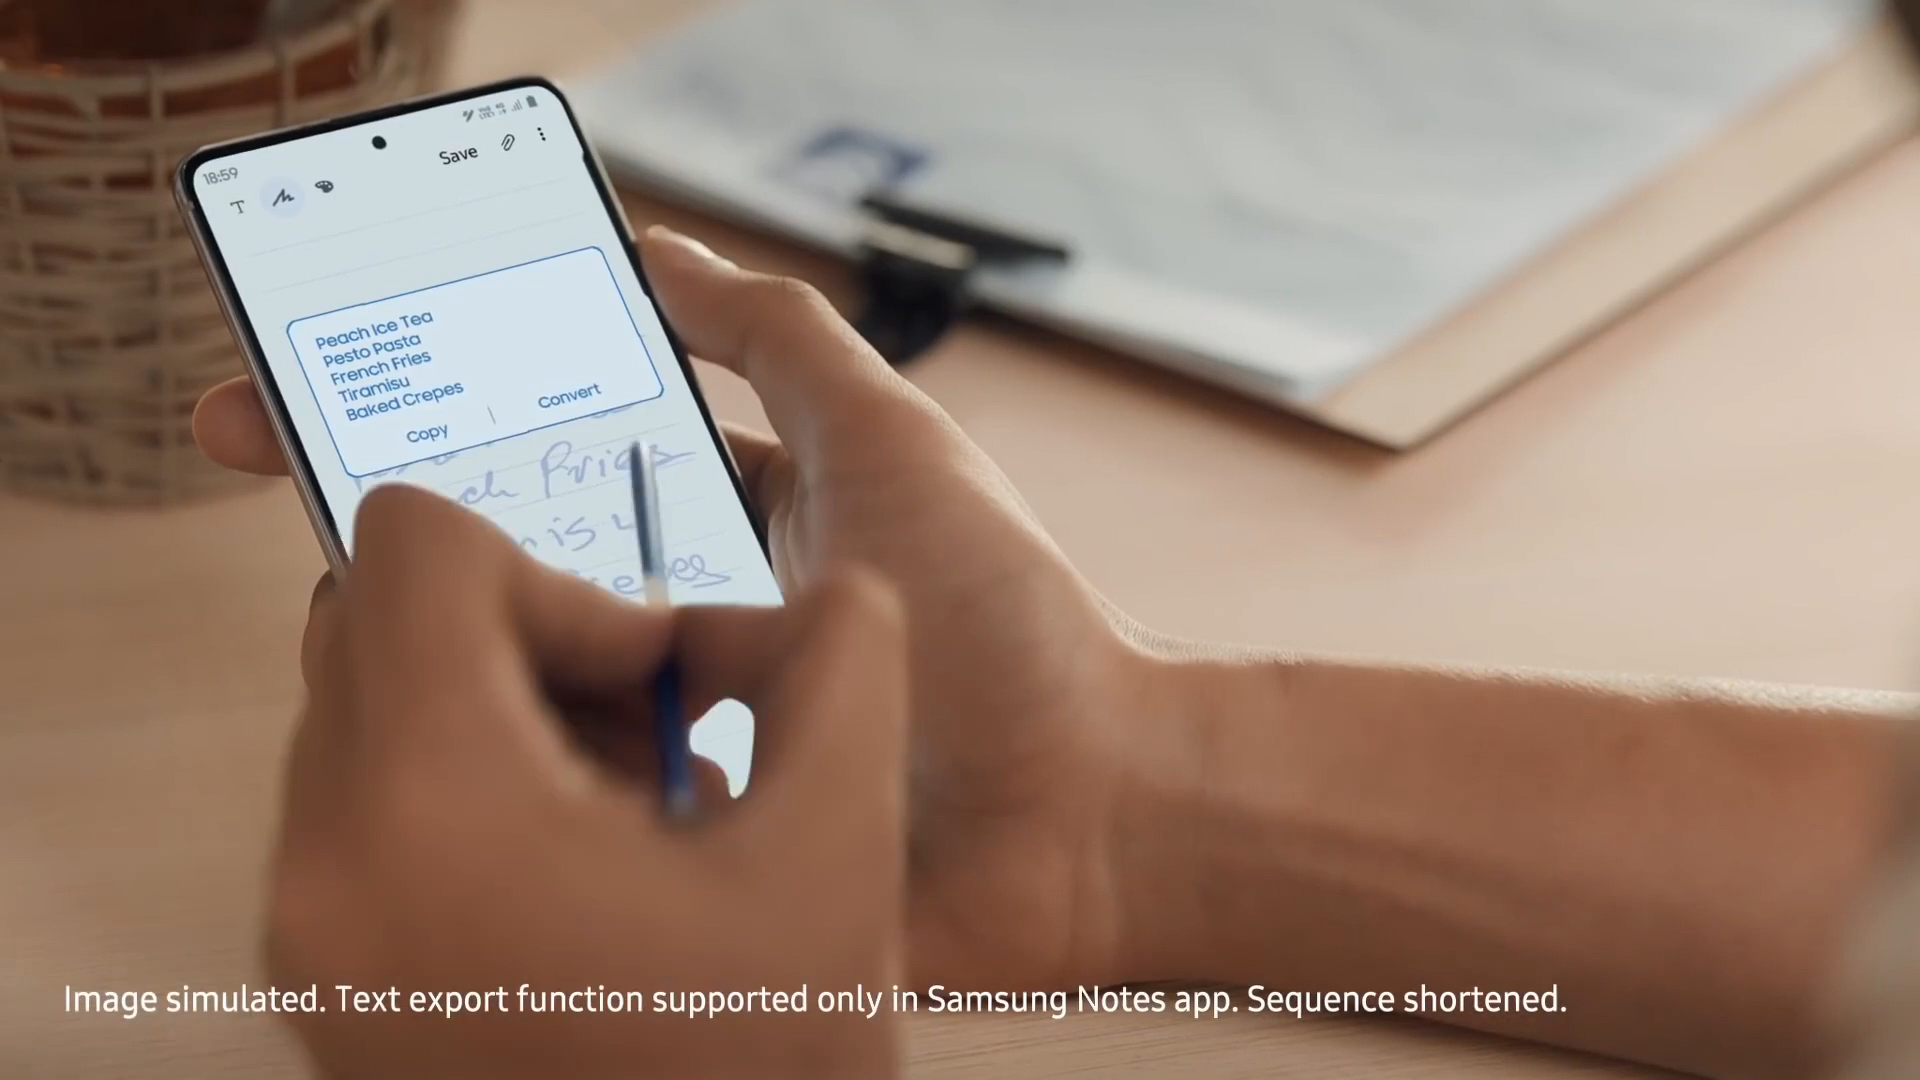 18:59
Save
T
Peach Ice Tea
Pesto Pasta
French Fries
Tiramisu
Baked Crepes
Copy | Convert
Image simulated. Text export function supported only in Samsung Notes app. Sequence shortened.